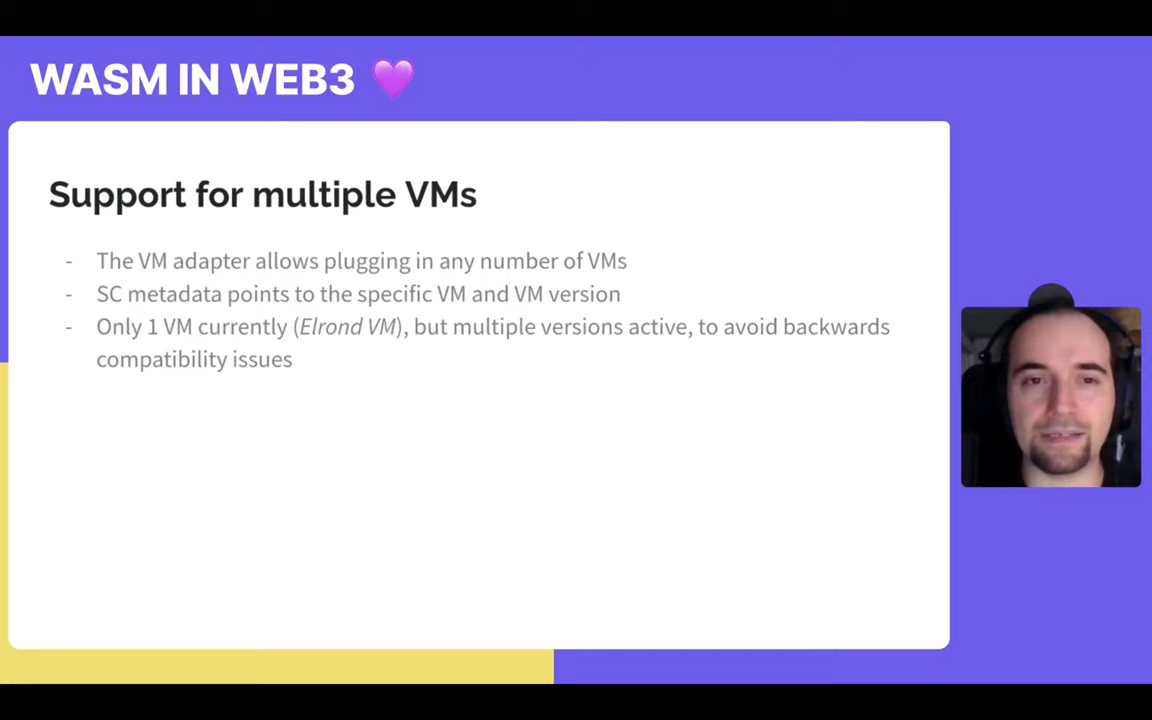 WASM IN WEB3 💜
Support for multiple VMs
- The VM adapter allows plugging in any number of VMs
- SC metadata points to the specific VM and VM version
- Only 1 VM currently (Elrond VM), but multiple versions active, to avoid backwards
compatibility issues